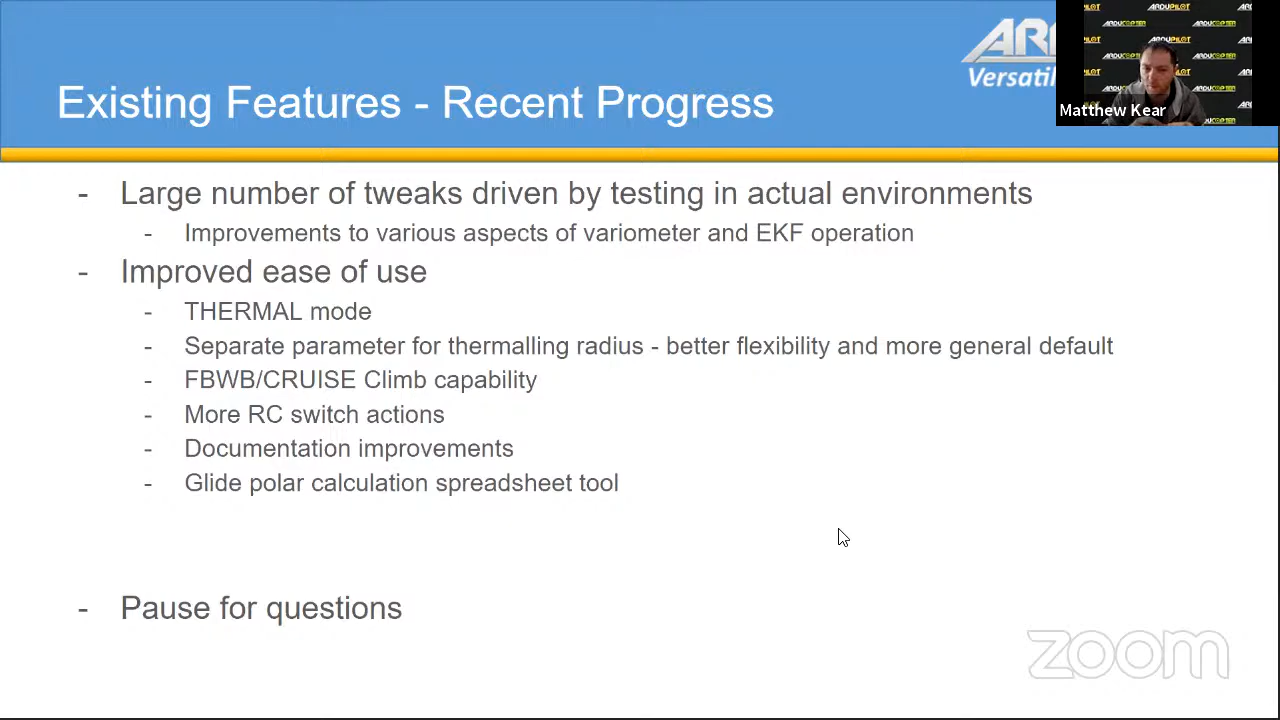 ARDUPILOT
ARDUCOPTER
Matthew Kear
Versatil
Existing Features - Recent Progress
- Large number of tweaks driven by testing in actual environments
- Improvements to various aspects of variometer and EKF operation
- Improved ease of use
- THERMAL mode
- Separate parameter for thermalling radius - better flexibility and more general default
- FBWB/CRUISE Climb capability
- More RC switch actions
- Documentation improvements
- Glide polar calculation spreadsheet tool
- Pause for questions
zoom